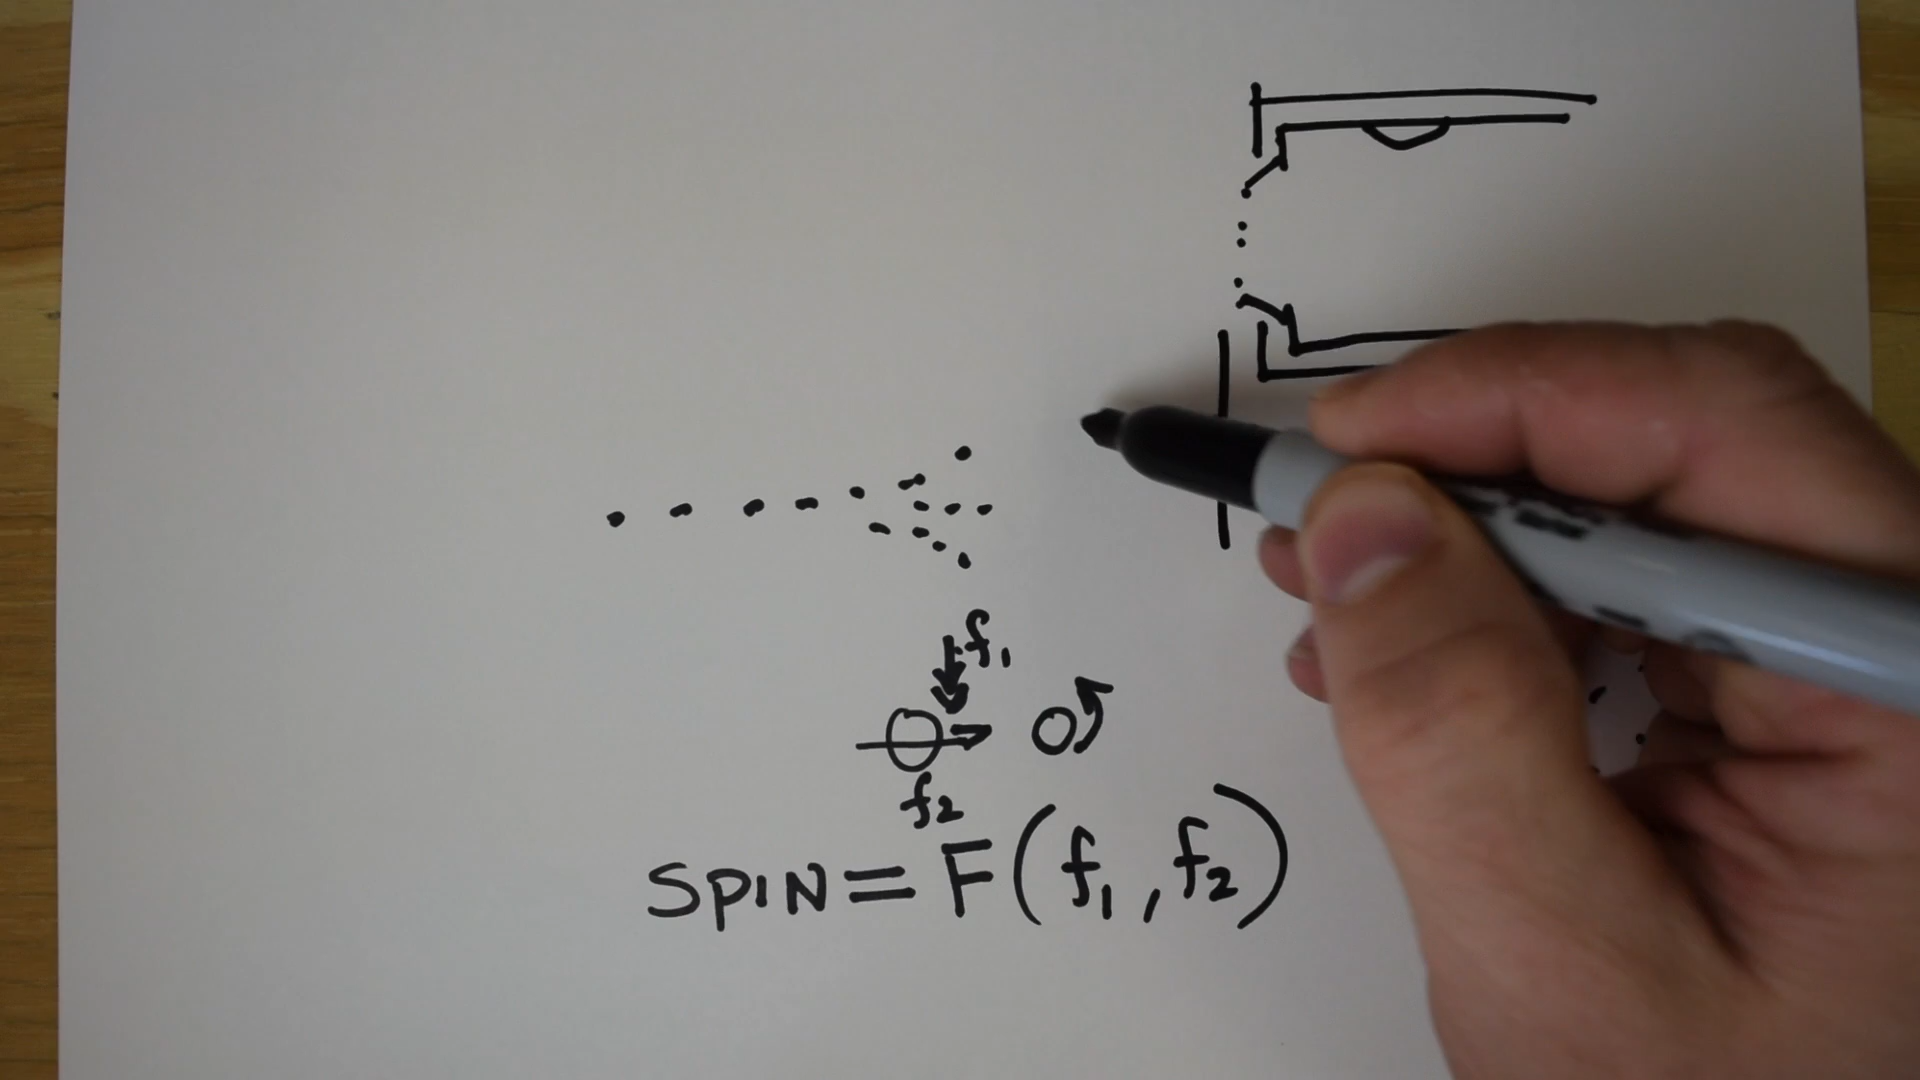 f₁
f₂
SPIN = F(f₁, f₂)